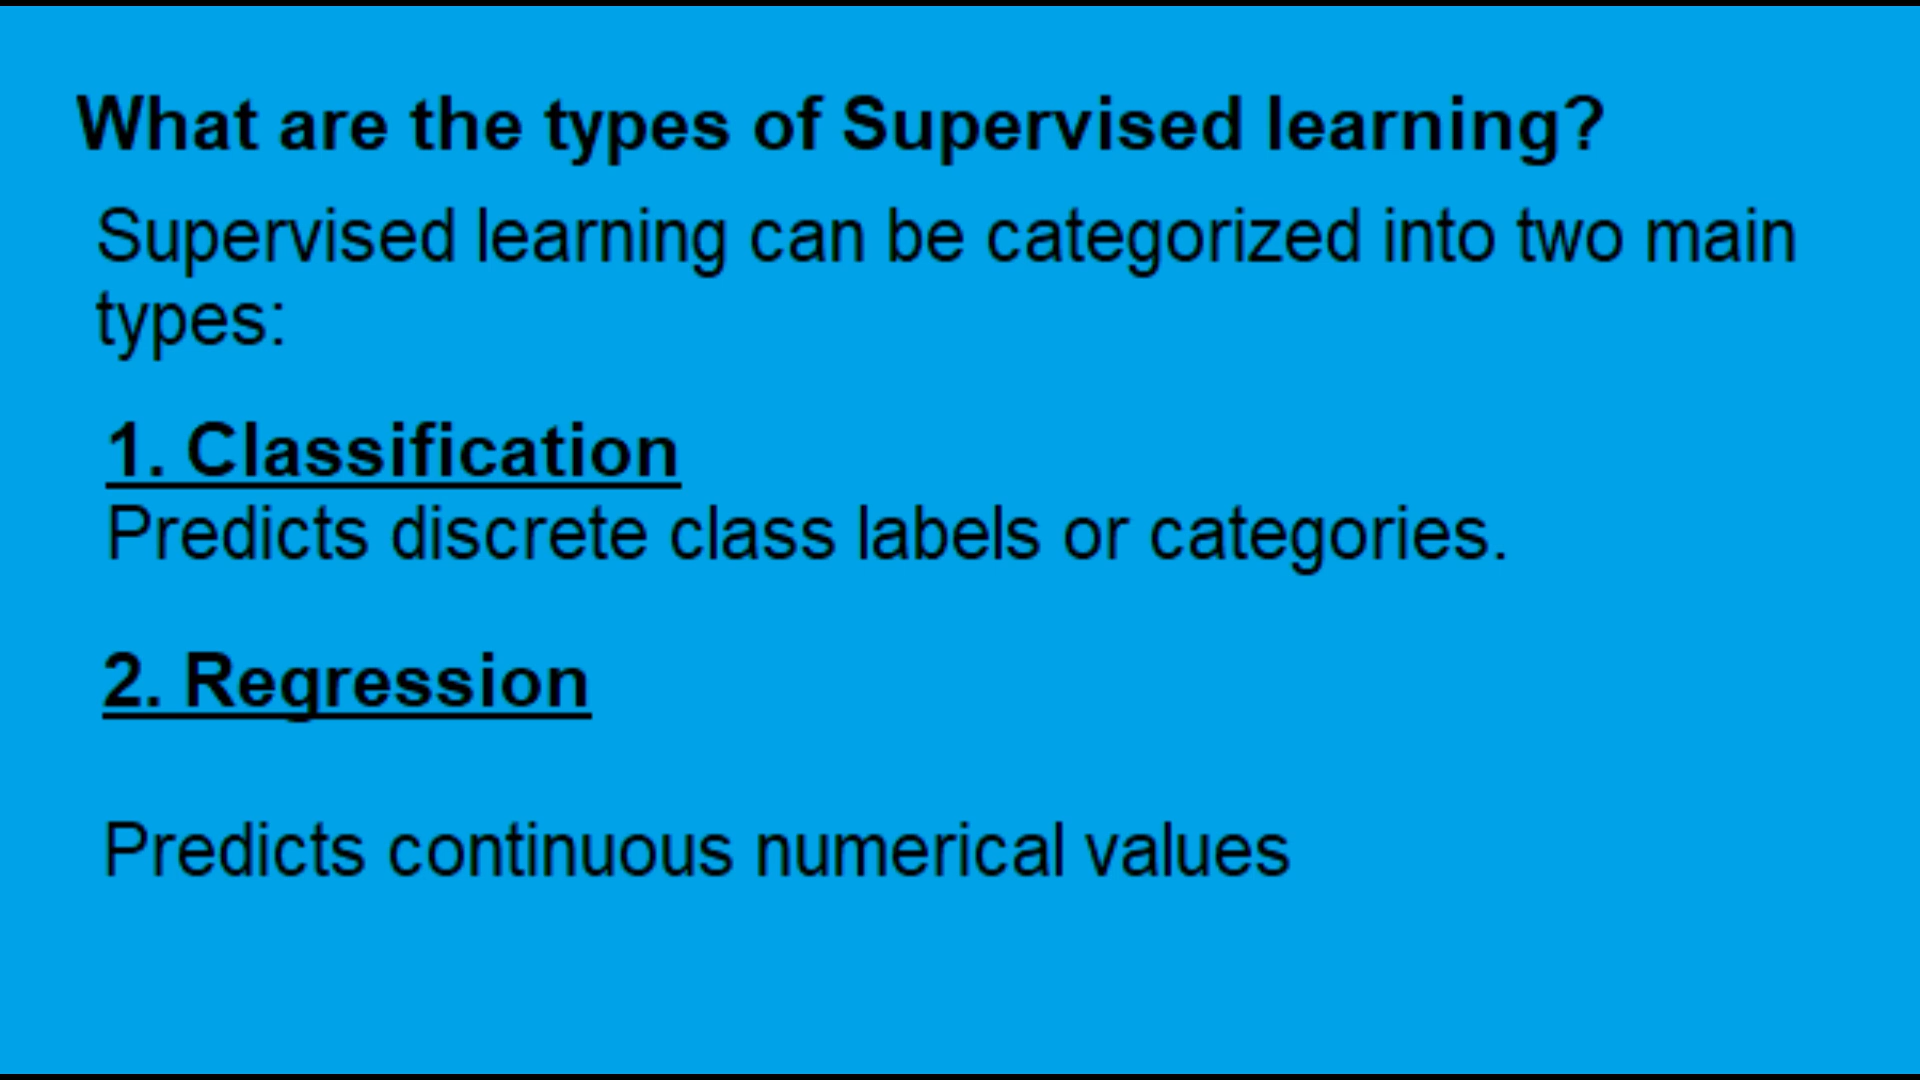 What are the types of Supervised learning?
Supervised learning can be categorized into two main
types:
1. Classification
Predicts discrete class labels or categories.
2. Regression
Predicts continuous numerical values